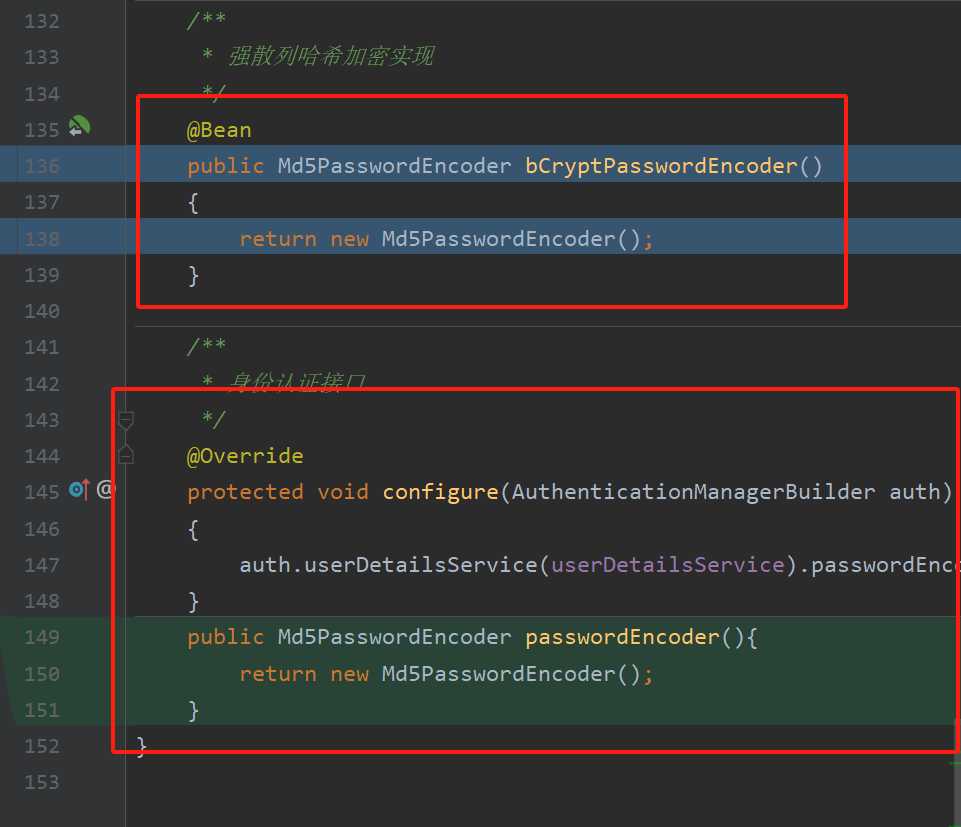 132 /**
133 * 强散列哈希加密实现
134 */
135 @Bean
136 public Md5PasswordEncoder bCryptPasswordEncoder()
137 {
138 return new Md5PasswordEncoder();
139 }
140
141 /**
142 * 身份认证接口
143 */
144 @Override
145 @ protected void configure(AuthenticationManagerBuilder auth)
146 {
147 auth.userDetailsService(userDetailsService).passwordEnc
148 }
149 public Md5PasswordEncoder passwordEncoder(){
150 return new Md5PasswordEncoder();
151 }
152 }
153